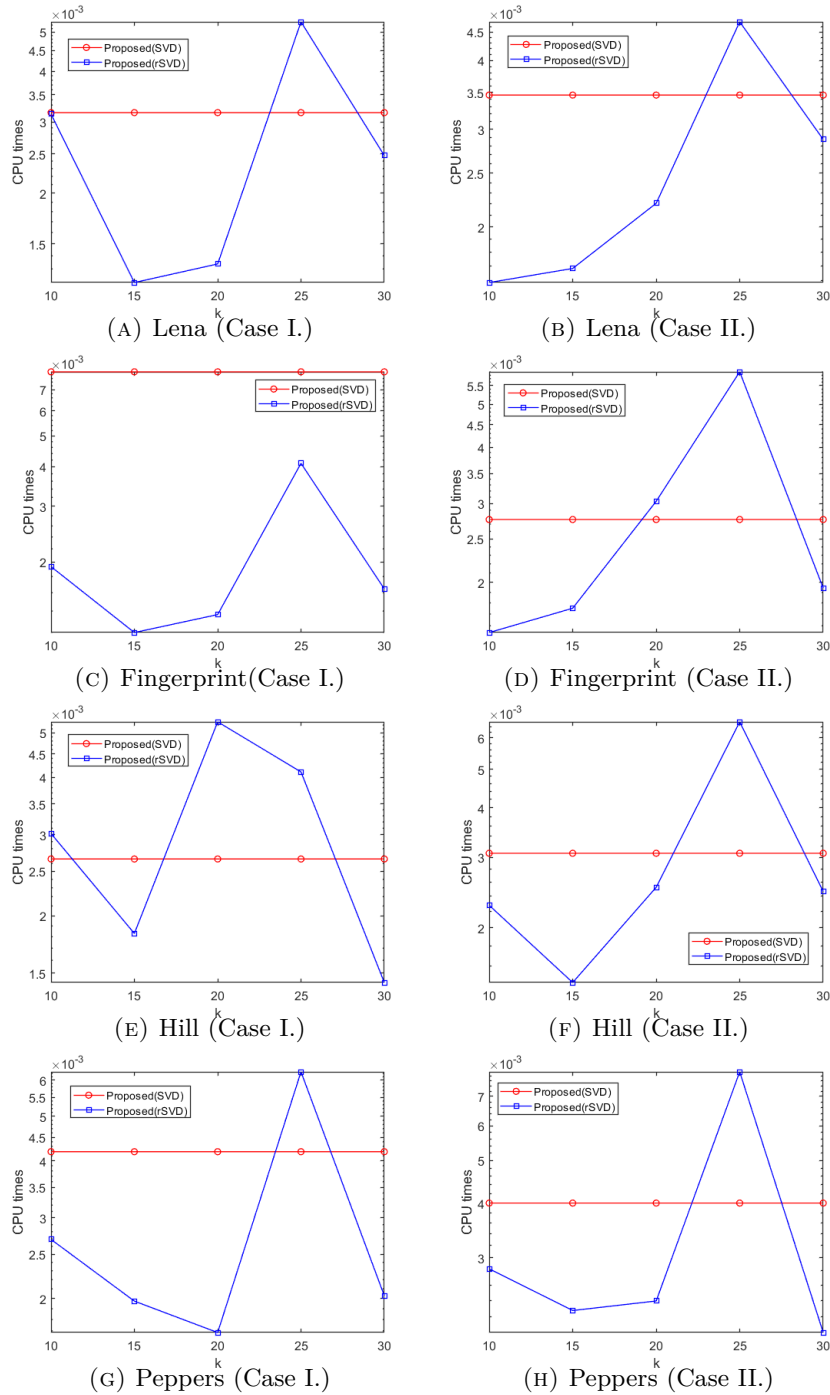 ×10⁻³
5
4.5
4
3.5
3
2.5
2
1.5
CPU times
Proposed(SVD)
Proposed(rSVD)
10 15 20 25 30
k
(A) Lena (Case I.)
×10⁻³
4.5
4
3.5
3
2
CPU times
Proposed(SVD)
Proposed(rSVD)
10 15 20 25 30
k
(B) Lena (Case II.)
×10⁻³
7
6
5
4
3
2
CPU times
Proposed(SVD)
Proposed(rSVD)
10 15 20 25 30
k
(C) Fingerprint(Case I.)
×10⁻³
5.5
5
4.5
4
3.5
3
2.5
2
CPU times
Proposed(SVD)
Proposed(rSVD)
10 15 20 25 30
k
(D) Fingerprint (Case II.)
×10⁻³
5
4.5
4
3.5
3
2.5
2
1.5
CPU times
Proposed(SVD)
Proposed(rSVD)
10 15 20 25 30
k
(E) Hill (Case I.)
×10⁻³
6
5
4
3
2
CPU times
Proposed(SVD)
Proposed(rSVD)
10 15 20 25 30
k
(F) Hill (Case II.)
×10⁻³
6
5.5
5
4.5
4
3.5
3
2.5
2
CPU times
Proposed(SVD)
Proposed(rSVD)
10 15 20 25 30
k
(G) Peppers (Case I.)
×10⁻³
7
6
5
4
3
CPU times
Proposed(SVD)
Proposed(rSVD)
10 15 20 25 30
k
(H) Peppers (Case II.)